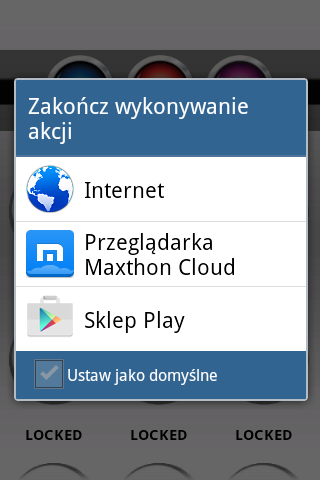 Zakończ wykonywanie
akcji
Internet
Przeglądarka
Maxthon Cloud
Sklep Play
Ustaw jako domyślne
LOCKED LOCKED LOCKED